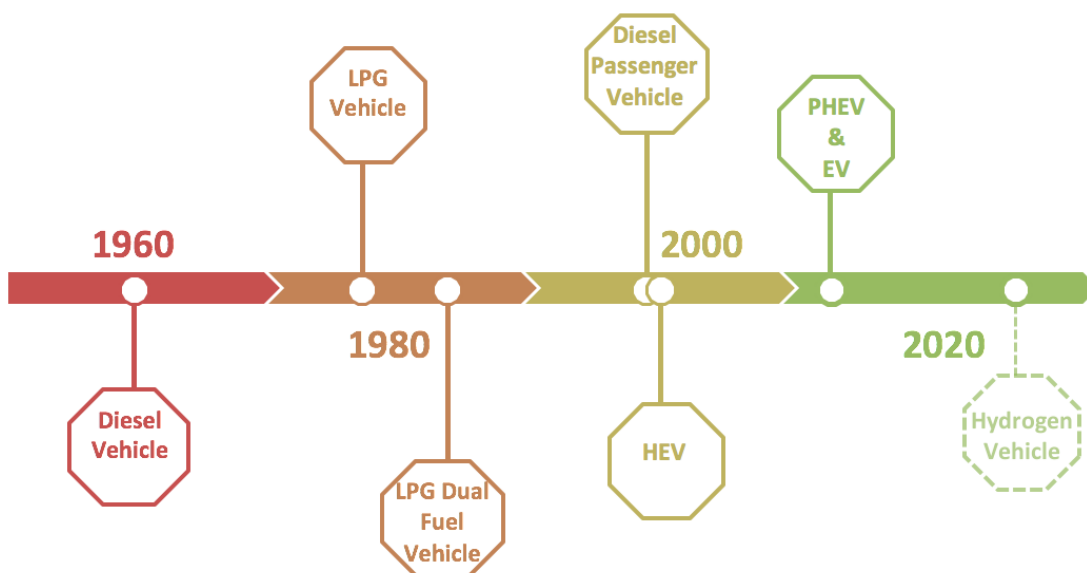 Diesel
Passenger
Vehicle
LPG
Vehicle
PHEV
&
EV
1960
2000
1980
2020
Diesel
Vehicle
HEV
Hydrogen
Vehicle
LPG Dual
Fuel
Vehicle